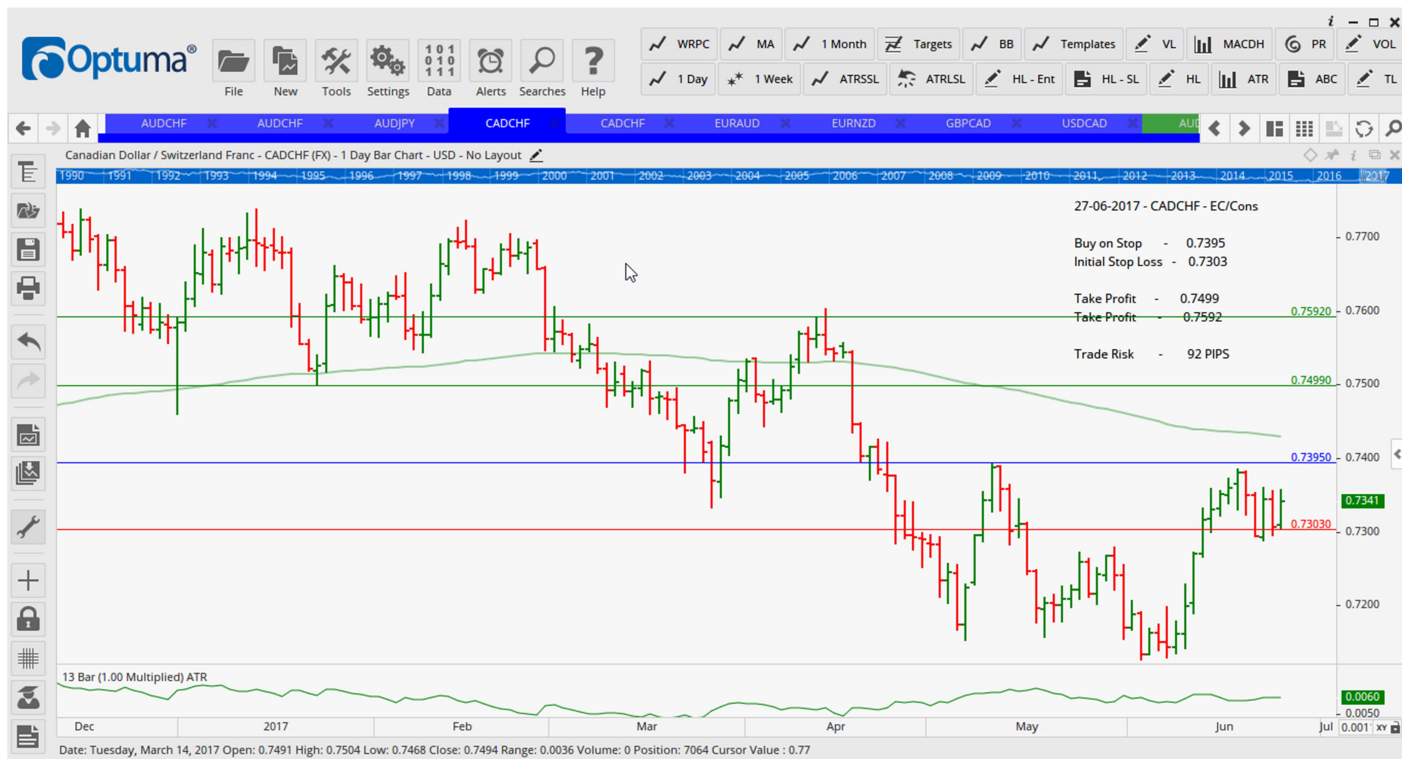 i
Optuma®
File New Tools Settings Data Alerts Searches Help
101
010
111
?
WRPC MA 1 Month Targets BB Templates VL MACDH PR VOL
1 Day 1 Week ATRSSL ATRLSL HL - Ent HL - SL HL ATR ABC TL
AUDCHF AUDCHF AUDJPY CADCHF CADCHF EURAUD EURNZD GBPCAD USDCAD
Canadian Dollar / Switzerland Franc - CADCHF (FX) - 1 Day Bar Chart - USD - No Layout
i
1990 1991 1992 1993 1994 1995 1996 1997 1998 1999 2000 2001 2002 2003 2004 2005 2006 2007 2008 2009 2010 2011 2012 2013 2014 2015 2016 2017
27-06-2017 - CADCHF - EC/Cons
Buy on Stop - 0.7395
Initial Stop Loss - 0.7303
Take Profit - 0.7499
Take Profit - 0.7592
Trade Risk - 92 PIPS
0.75920
0.74990
0.73950
0.73030
0.7700
0.7600
0.7500
0.7400
0.7341
0.7300
0.7200
13 Bar (1.00 Multiplied) ATR
0.0060
0.0050
Dec 2017 Feb Mar Apr May Jun Jul 0.001 XY
Date: Tuesday, March 14, 2017 Open: 0.7491 High: 0.7504 Low: 0.7468 Close: 0.7494 Range: 0.0036 Volume: 0 Position: 7064 Cursor Value : 0.77